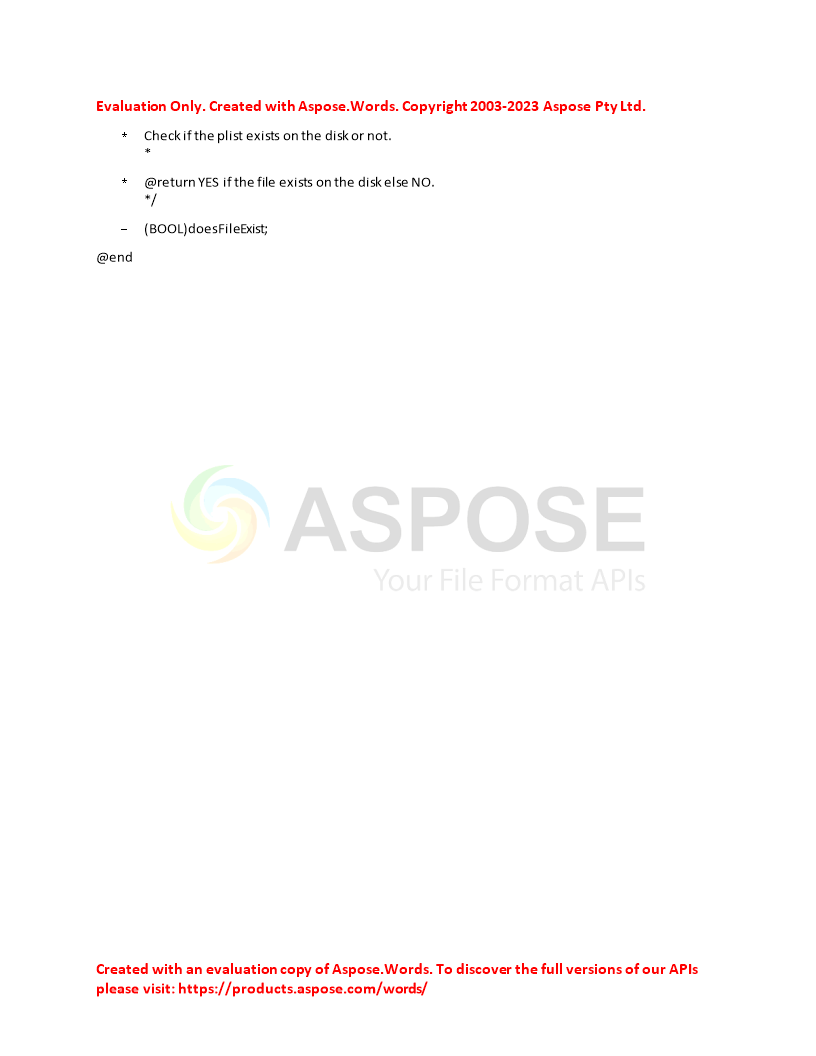 Evaluation Only. Created with Aspose.Words. Copyright 2003-2023 Aspose Pty Ltd.
* Check if the plist exists on the disk or not.
*
* @return YES if the file exists on the disk else NO.
*/
– (BOOL)doesFileExist;
@end
ASPOSE
Your File Format APIs
Created with an evaluation copy of Aspose.Words. To discover the full versions of our APIs
please visit: https://products.aspose.com/words/